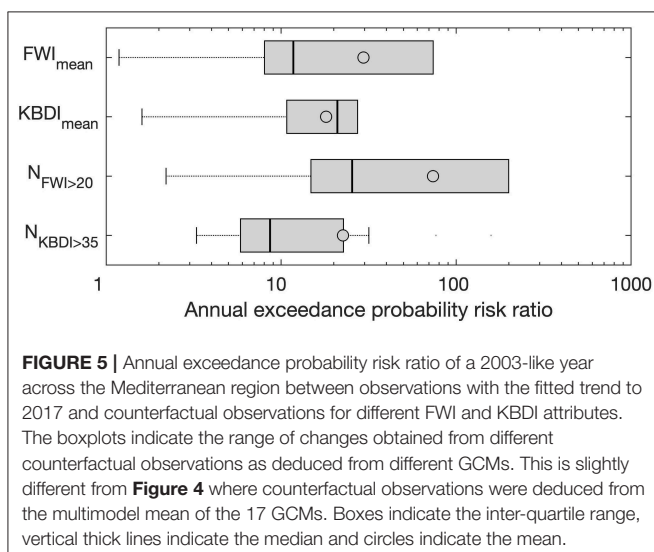 FWI mean
KBDI mean
N FWI>20
N KBDI>35
1 10 100 1000
Annual exceedance probability risk ratio
FIGURE 5 | Annual exceedance probability risk ratio of a 2003-like year
across the Mediterranean region between observations with the fitted trend to
2017 and counterfactual observations for different FWI and KBDI attributes.
The boxplots indicate the range of changes obtained from different
counterfactual observations as deduced from different GCMs. This is slightly
different from Figure 4 where counterfactual observations were deduced from
the multimodel mean of the 17 GCMs. Boxes indicate the inter-quartile range,
vertical thick lines indicate the median and circles indicate the mean.